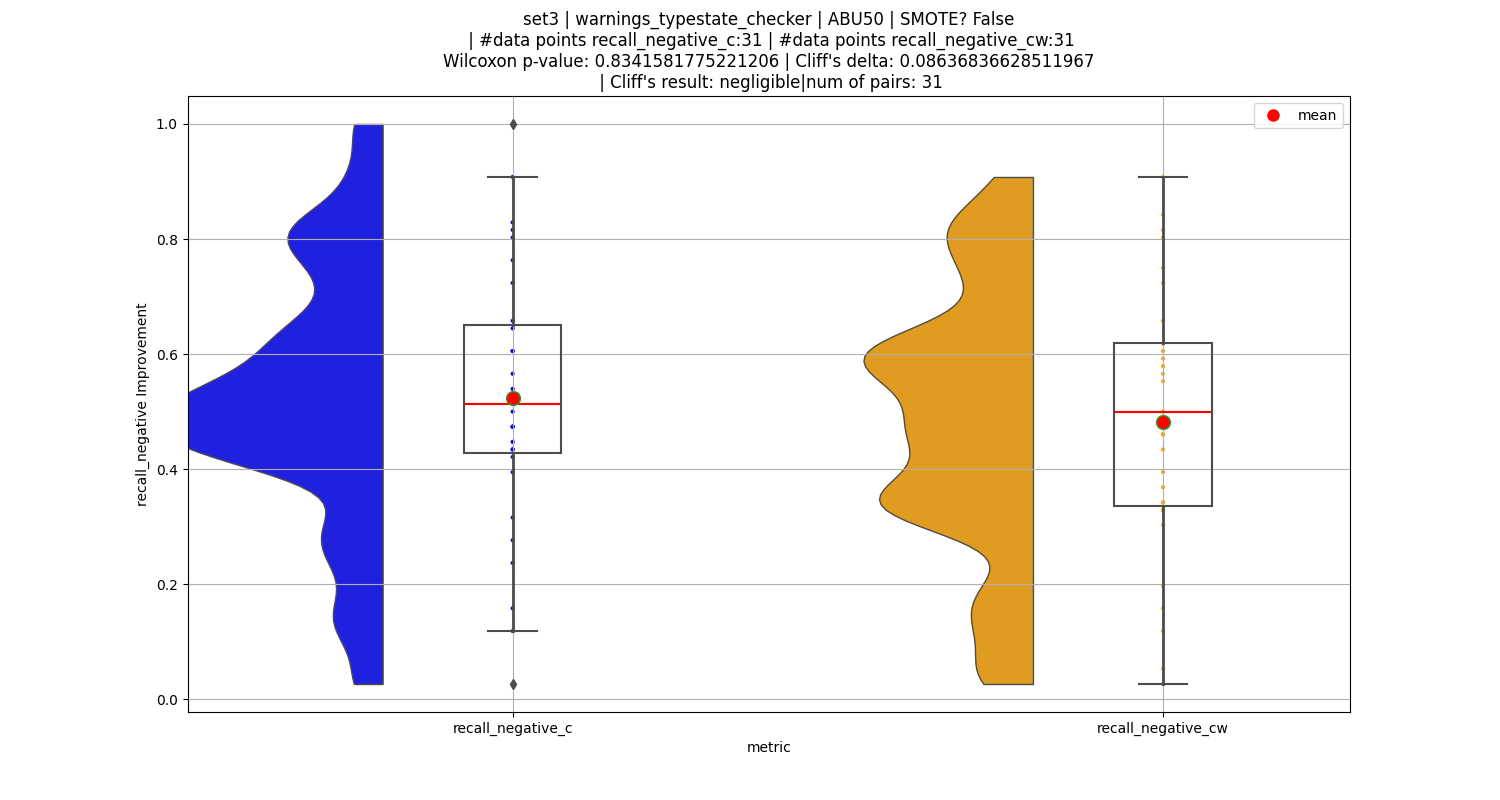 set3 | warnings_typestate_checker | ABU50 | SMOTE? False
| #data points recall_negative_c:31 | #data points recall_negative_cw:31
Wilcoxon p-value: 0.8341581775221206 | Cliff's delta: 0.08636836628511967
| Cliff's result: negligible|num of pairs: 31
mean
1.0
0.8
0.6
0.4
0.2
0.0
recall_negative Improvement
recall_negative_c
recall_negative_cw
metric